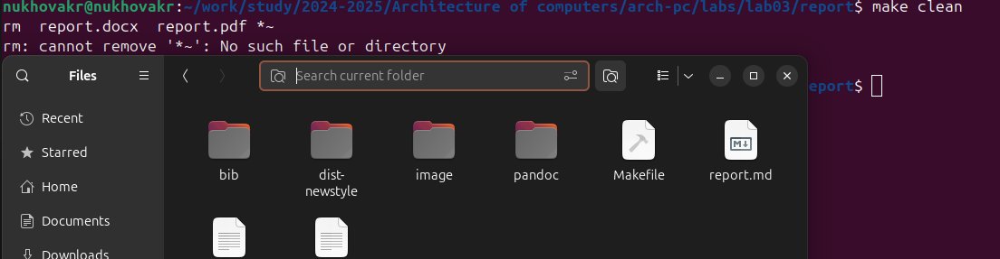 nukhovakr@nukhovakr:~/work/study/2024-2025/Architecture of computers/arch-pc/labs/lab03/report$ make clean
rm  report.docx  report.pdf *~
rm: cannot remove '*~': No such file or directory
Files
Search current folder
eport$
Recent
Starred
Home
Documents
Downloads
bib
dist-
newstyle
image
pandoc
Makefile
report.md